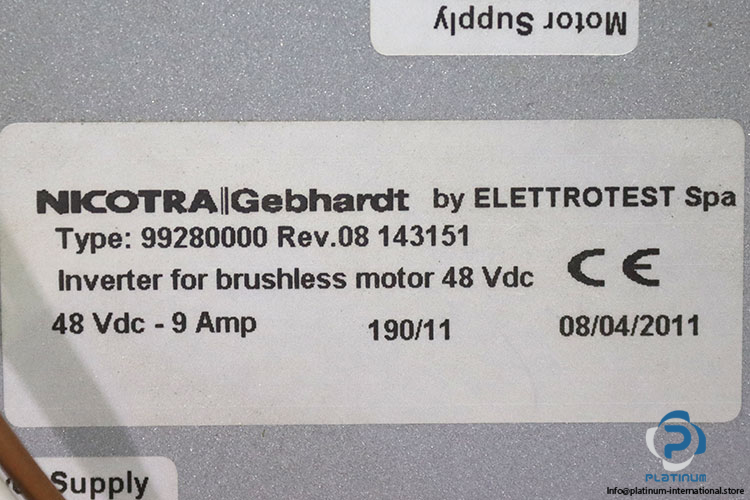 Motor Supply
NICOTRA||Gebhardt by ELETTROTEST Spa
Type: 99280000 Rev.08 143151
Inverter for brushless motor 48 Vdc
CE
48 Vdc - 9 Amp 190/11 08/04/2011
Supply
PLATINUM
Info@platinum-international.store